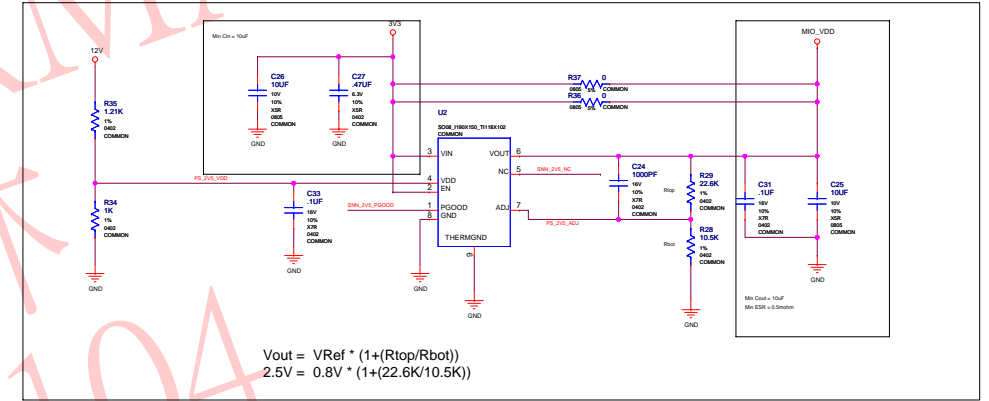 3V3
Min Cin = 10uF
12V
MIO_VDD
C26
10UF
10V
10%
X5R
0805
COMMON
C27
.47UF
6.3V
10%
X5R
0402
COMMON
GND
GND
R37
0
0805
5%
COMMON
R36
0
0805
5%
COMMON
R35
1.21K
1%
0402
COMMON
U2
SO08_I190X150_TI118X102
COMMON
3
VIN
VOUT
6
NC
5
SNN_2V5_NC
4
VDD
2
EN
1
PGOOD
8
GND
ADJ
7
THERMGND
9
PS_2V5_VDD
SNN_2V5_PGOOD
PS_2V5_ADJ
R34
1K
1%
0402
COMMON
C33
.1UF
16V
10%
X7R
0402
COMMON
C24
1000PF
16V
10%
X7R
0402
COMMON
Rtop
R29
22.6K
1%
0402
COMMON
Rbot
R28
10.5K
1%
0402
COMMON
C31
.1UF
16V
10%
X7R
0402
COMMON
C25
10UF
10V
10%
X5R
0805
COMMON
GND
GND
GND
GND
GND
GND
Min Cout = 10uF
Min ESR = 0.5mohm
Vout = VRef * (1+(Rtop/Rbot))
2.5V = 0.8V * (1+(22.6K/10.5K))
104